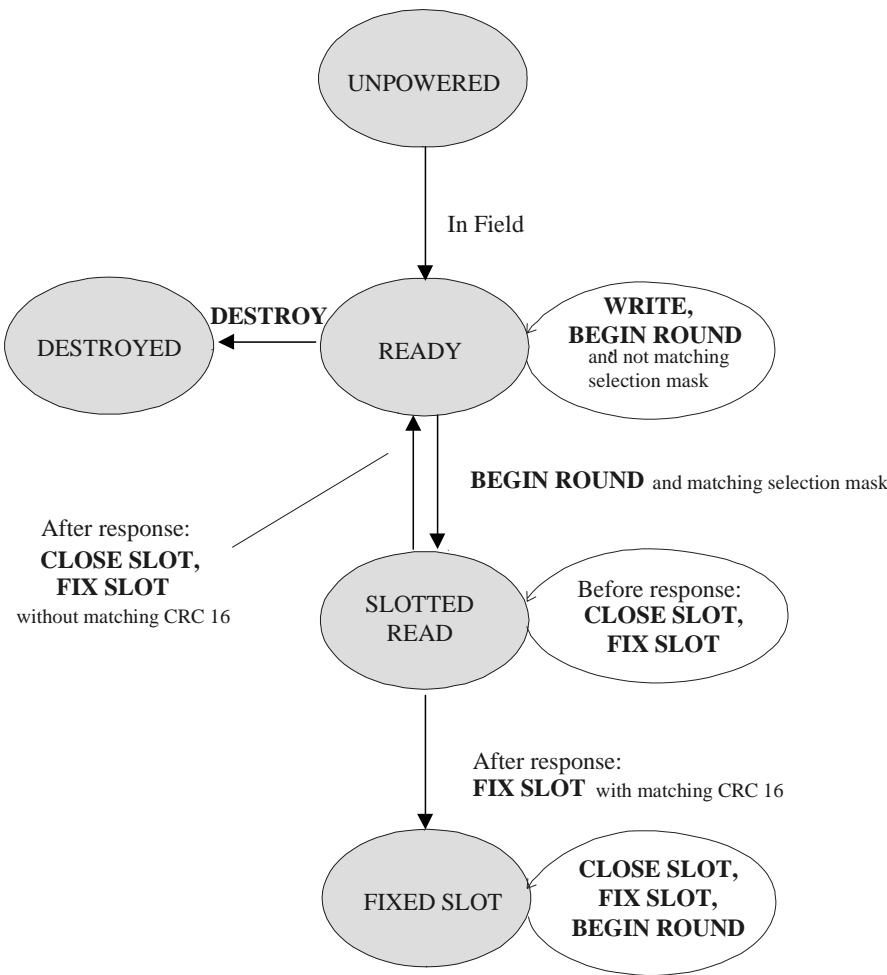 UNPOWERED
In Field
DESTROY
DESTROYED
READY
WRITE,
BEGIN ROUND
and not matching
selection mask
BEGIN ROUND and matching selection mask
After response:
CLOSE SLOT,
FIX SLOT
without matching CRC 16
SLOTTED
READ
Before response:
CLOSE SLOT,
FIX SLOT
After response:
FIX SLOT with matching CRC 16
FIXED SLOT
CLOSE SLOT,
FIX SLOT,
BEGIN ROUND